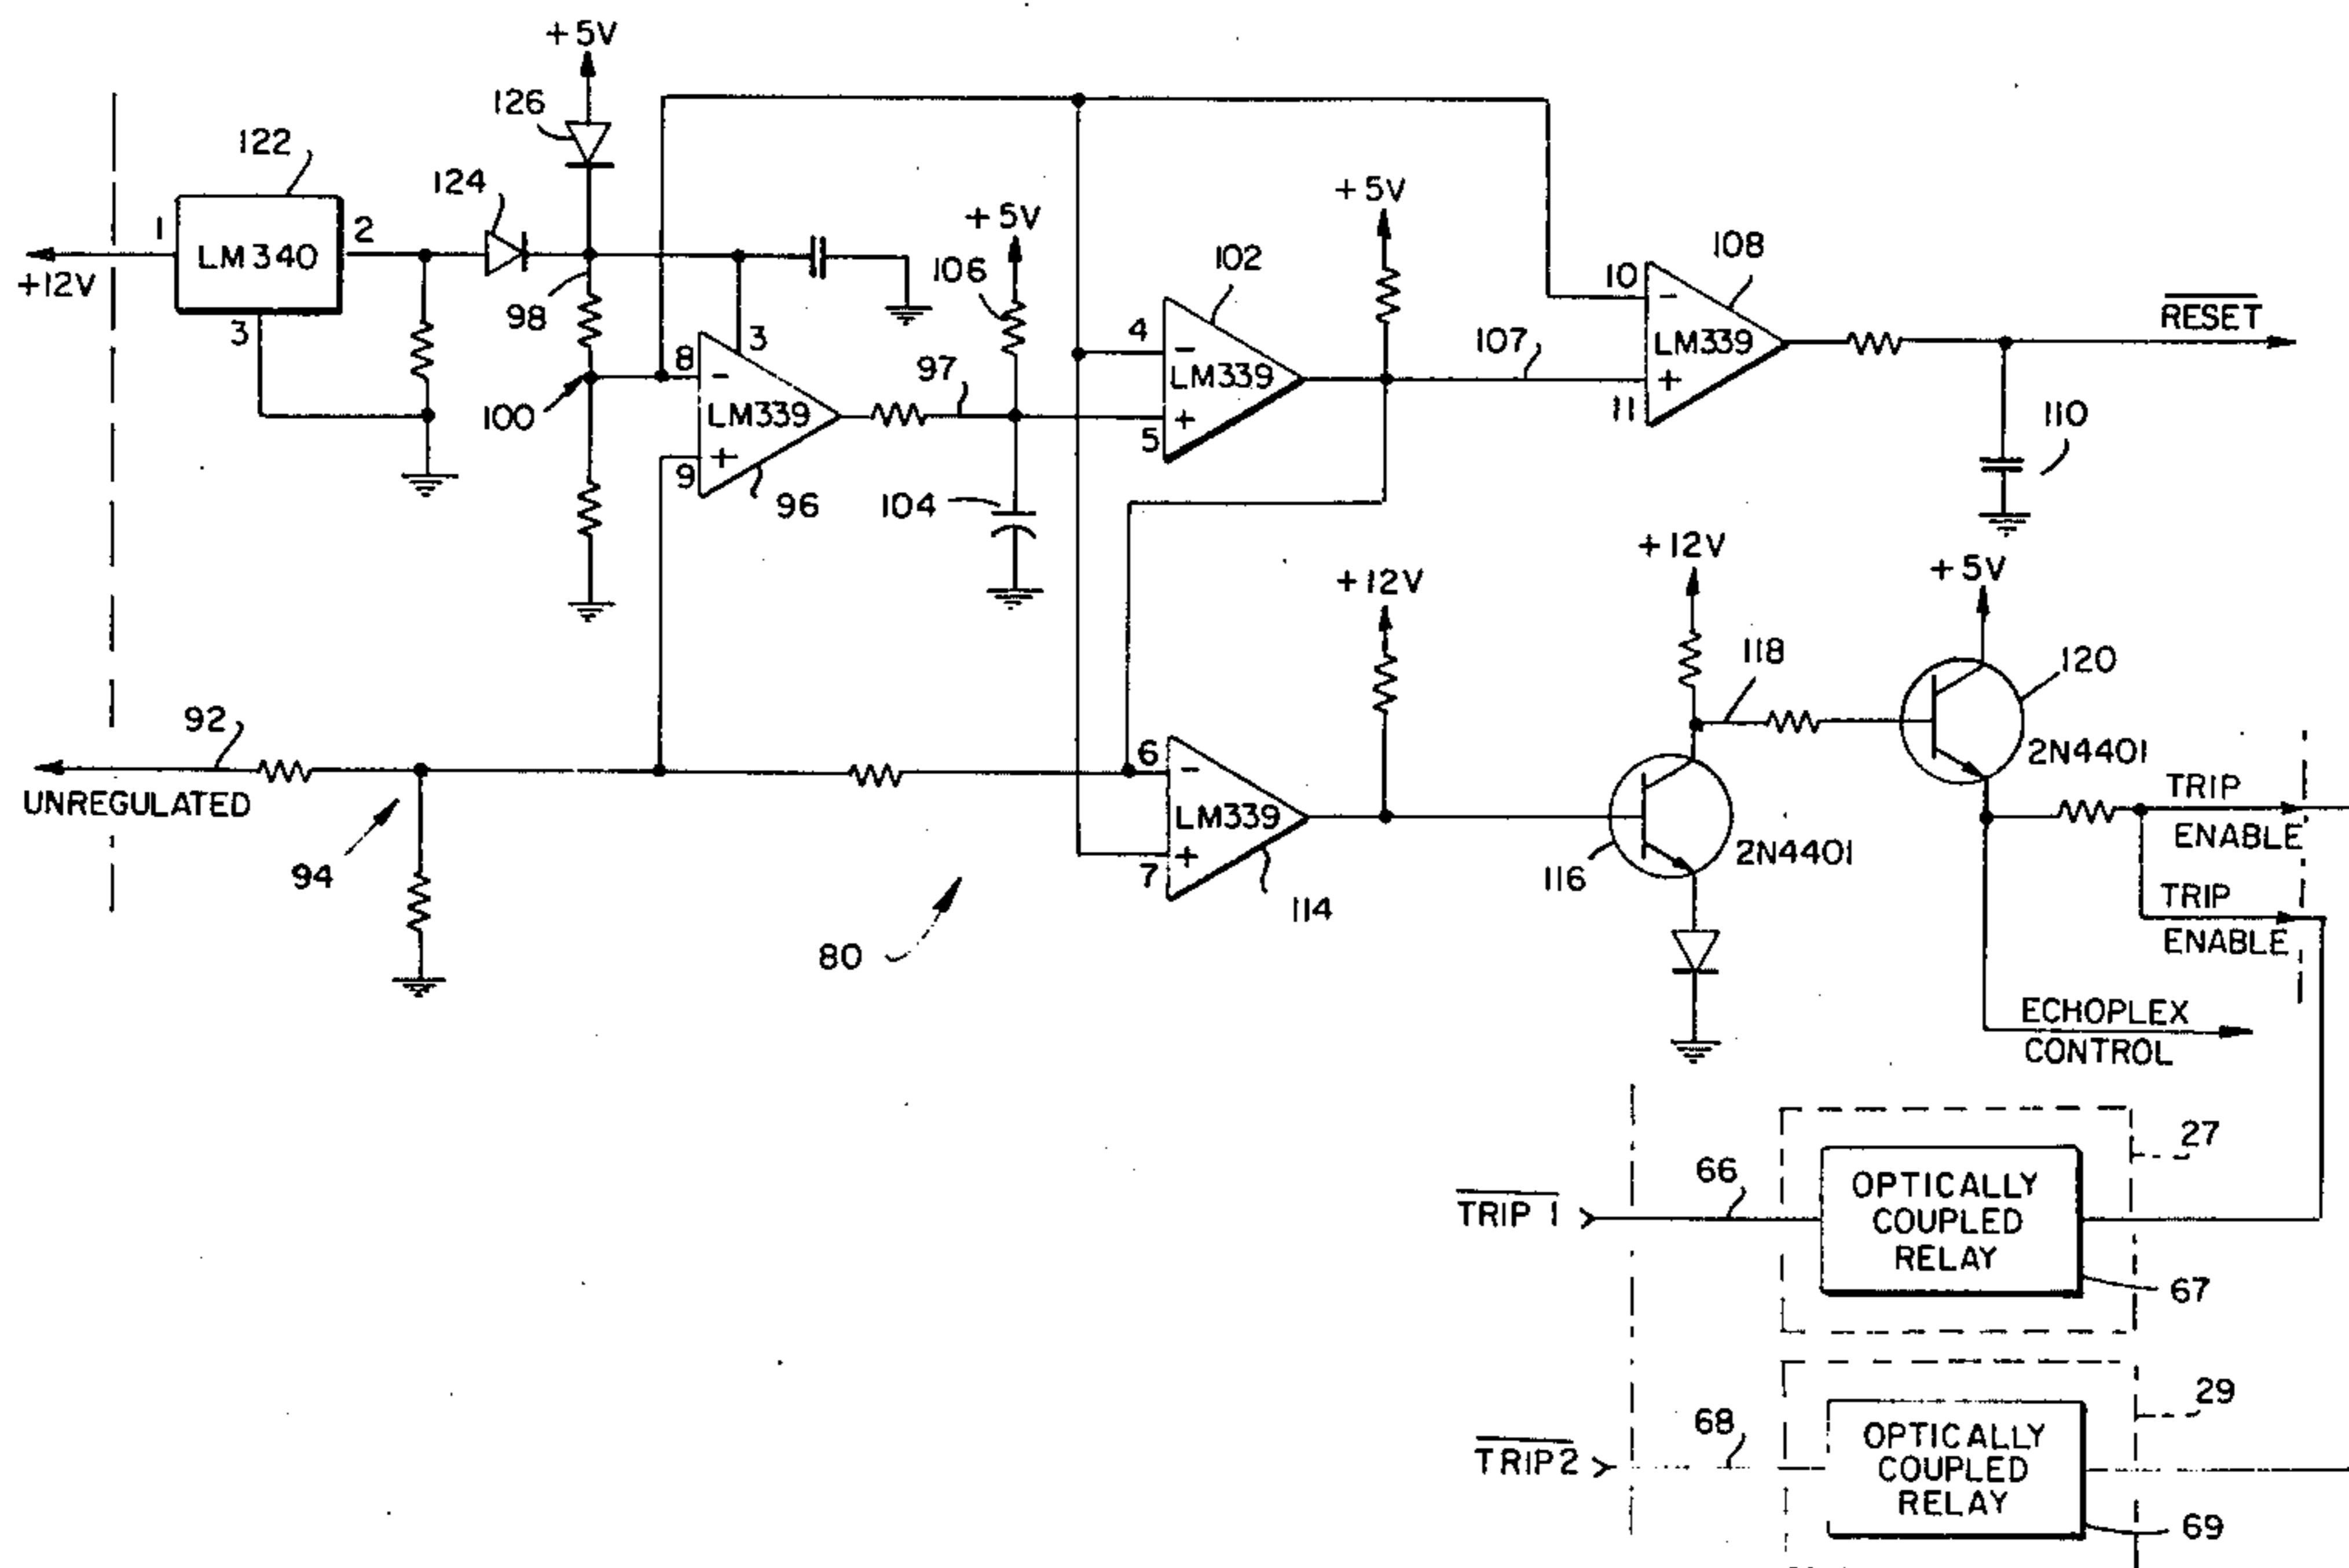 +5V
126
122
124
+5V
+5V
1
LM340
2
+12V
3
98
106
102
108
10
-
LM339
+
11
RESET
3
8
-
LM339
+
9
96
100
97
4
-
LM339
+
5
107
104
110
+12V
+12V
+5V
118
120
2N4401
92
UNREGULATED
94
6
-
LM339
+
7
114
116
2N4401
80
TRIP
ENABLE
TRIP
ENABLE
ECHOPLEX
CONTROL
27
66
TRIP 1
OPTICALLY
COUPLED
RELAY
67
29
68
TRIP 2
OPTICALLY
COUPLED
RELAY
69